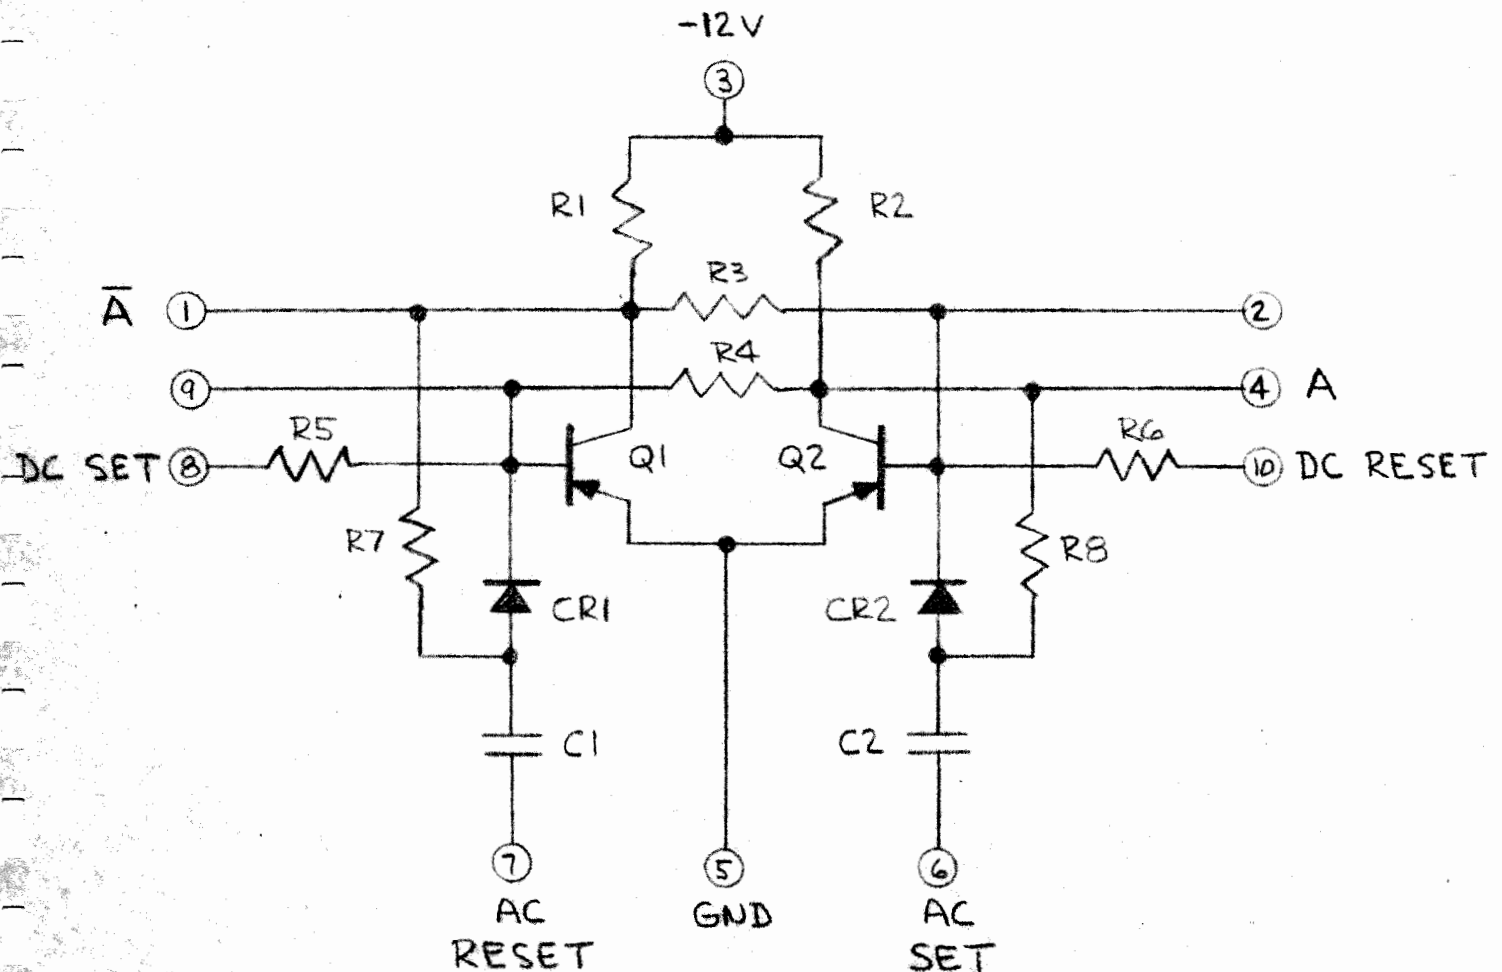 -12V
3
R1
R2
R3
A̅ 1
2
R4
9
4 A
R5
R6
DC SET 8
Q1
Q2
10 DC RESET
R7
R8
CR1
CR2
C1
C2
7
5
6
AC
RESET
GND
AC
SET